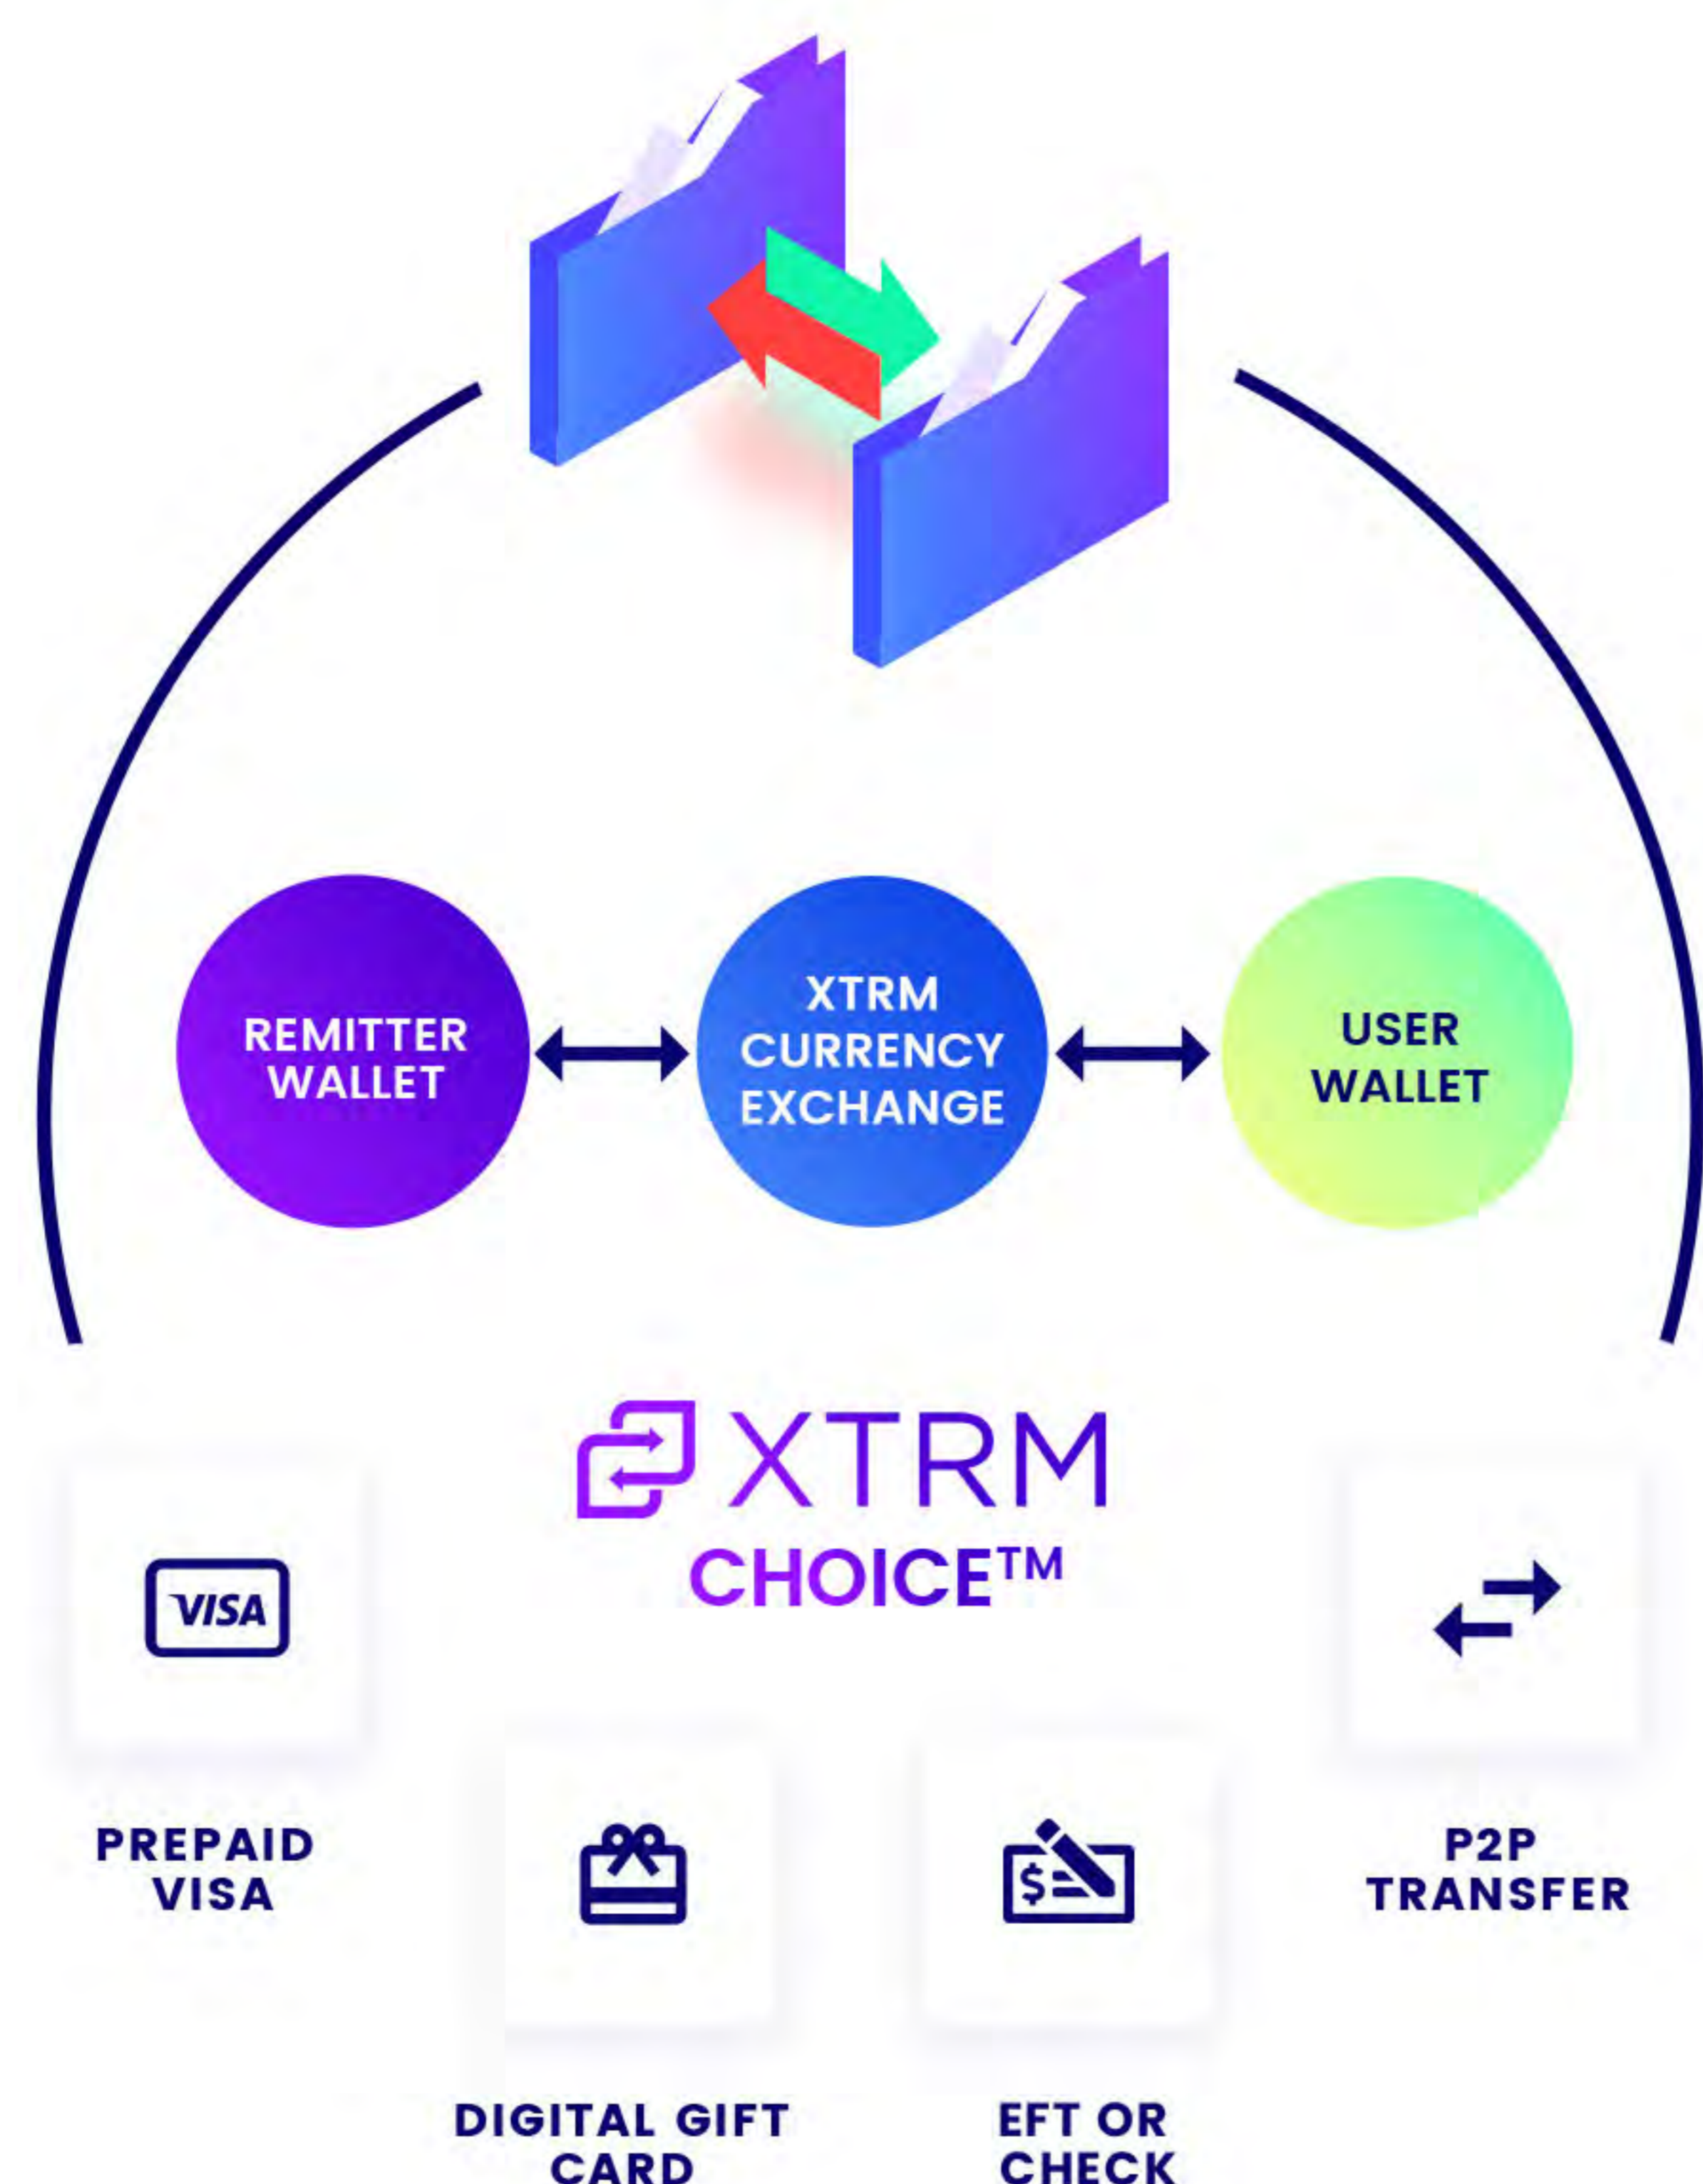 REMITTER
WALLET
XTRM
CURRENCY
EXCHANGE
USER
WALLET
XTRM
CHOICE™
VISA
PREPAID
VISA
$
P2P
TRANSFER
DIGITAL GIFT
CARD
EFT OR
CHECK